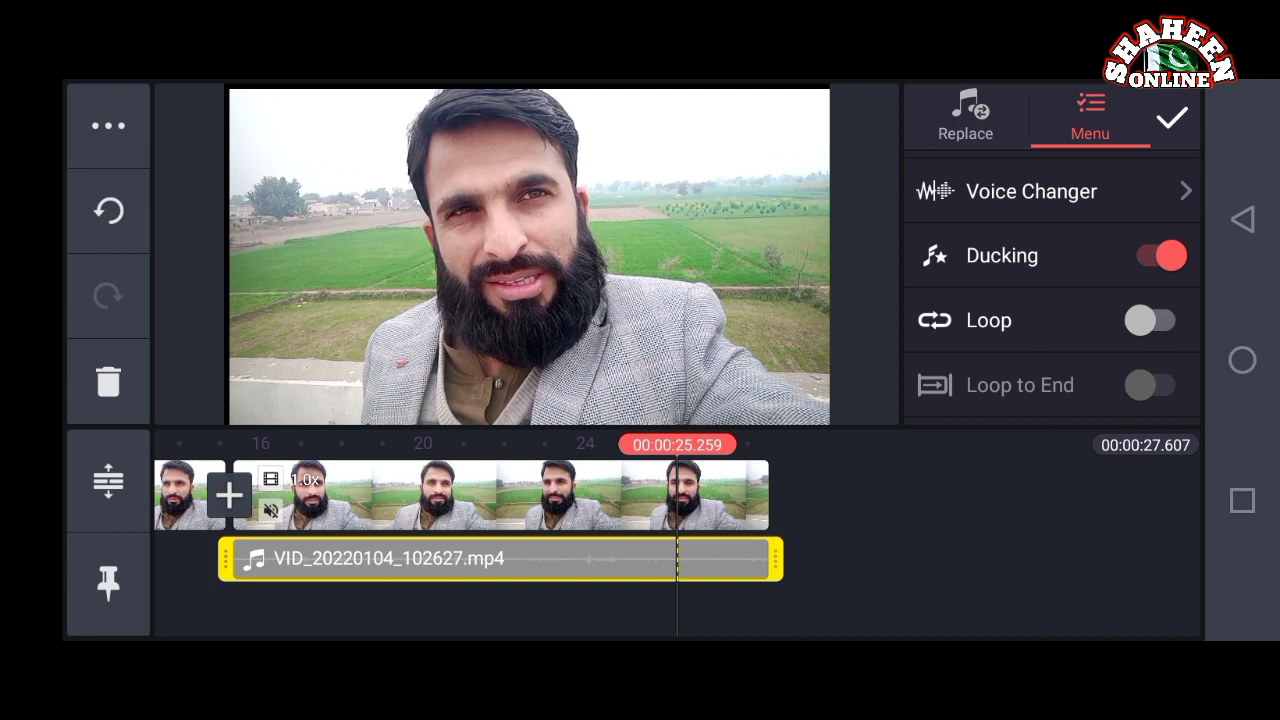 SHAHEEN
ONLINE
Replace
Menu
Voice Changer
Ducking
Loop
Loop to End
16
20
24
00:00:25.259
00:00:27.607
1.0x
VID_20220104_102627.mp4